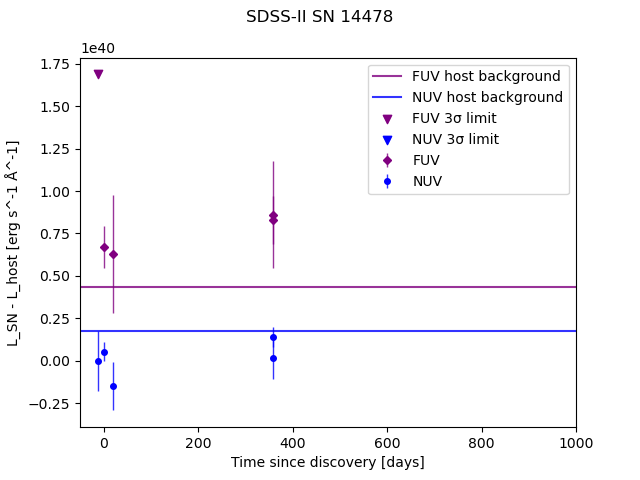 SDSS-II SN 14478
1e40
L_SN - L_host [erg s^-1 Å^-1]
1.75
1.50
1.25
1.00
0.75
0.50
0.25
0.00
−0.25
FUV host background
NUV host background
FUV 3σ limit
NUV 3σ limit
FUV
NUV
0
200
400
600
800
1000
Time since discovery [days]